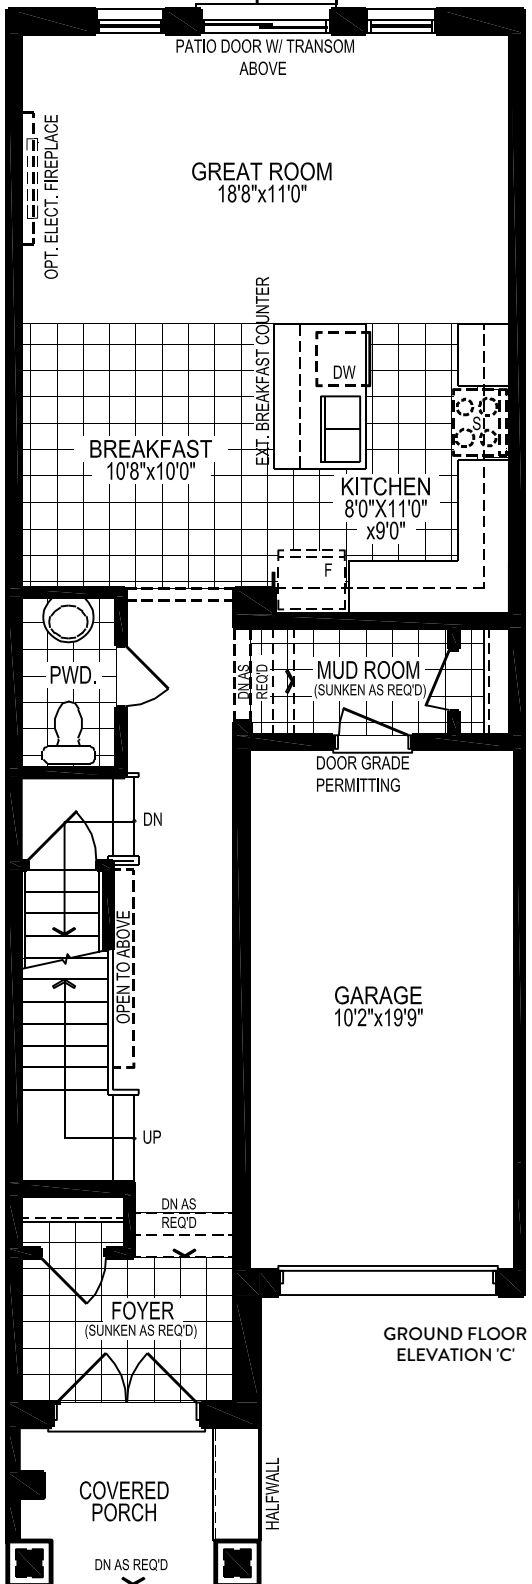 PATIO DOOR W/ TRANSOM
ABOVE
OPT. ELECT. FIREPLACE
GREAT ROOM
18'8"x11'0"
EXT. BREAKFAST COUNTER
DW
S
BREAKFAST
10'8"x10'0"
KITCHEN
8'0"X11'0"
x9'0"
F
PWD.
DN AS
REQ'D
MUD ROOM
(SUNKEN AS REQ'D)
DOOR GRADE
PERMITTING
DN
OPEN TO ABOVE
GARAGE
10'2"x19'9"
UP
DN AS
REQ'D
FOYER
(SUNKEN AS REQ'D)
GROUND FLOOR
ELEVATION 'C'
COVERED
PORCH
HALFWALL
DN AS REQ'D